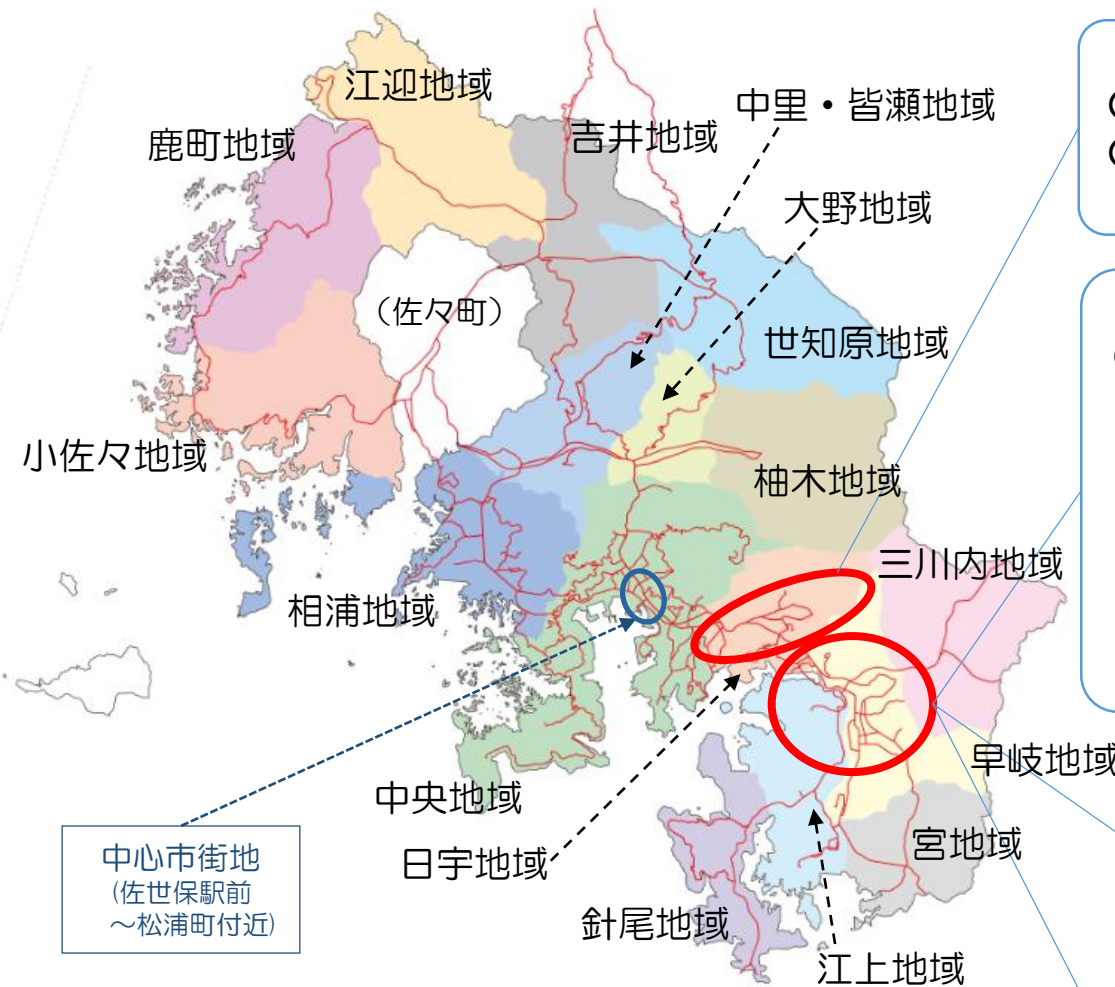 江迎地域
鹿町地域
吉井地域
中里・皆瀬地域
大野地域
（佐々町）
世知原地域
小佐々地域
柚木地域
三川内地域
相浦地域
早岐地域
中央地域
日宇地域
宮地域
中心市街地
(佐世保駅前
～松浦町付近)
針尾地域
江上地域